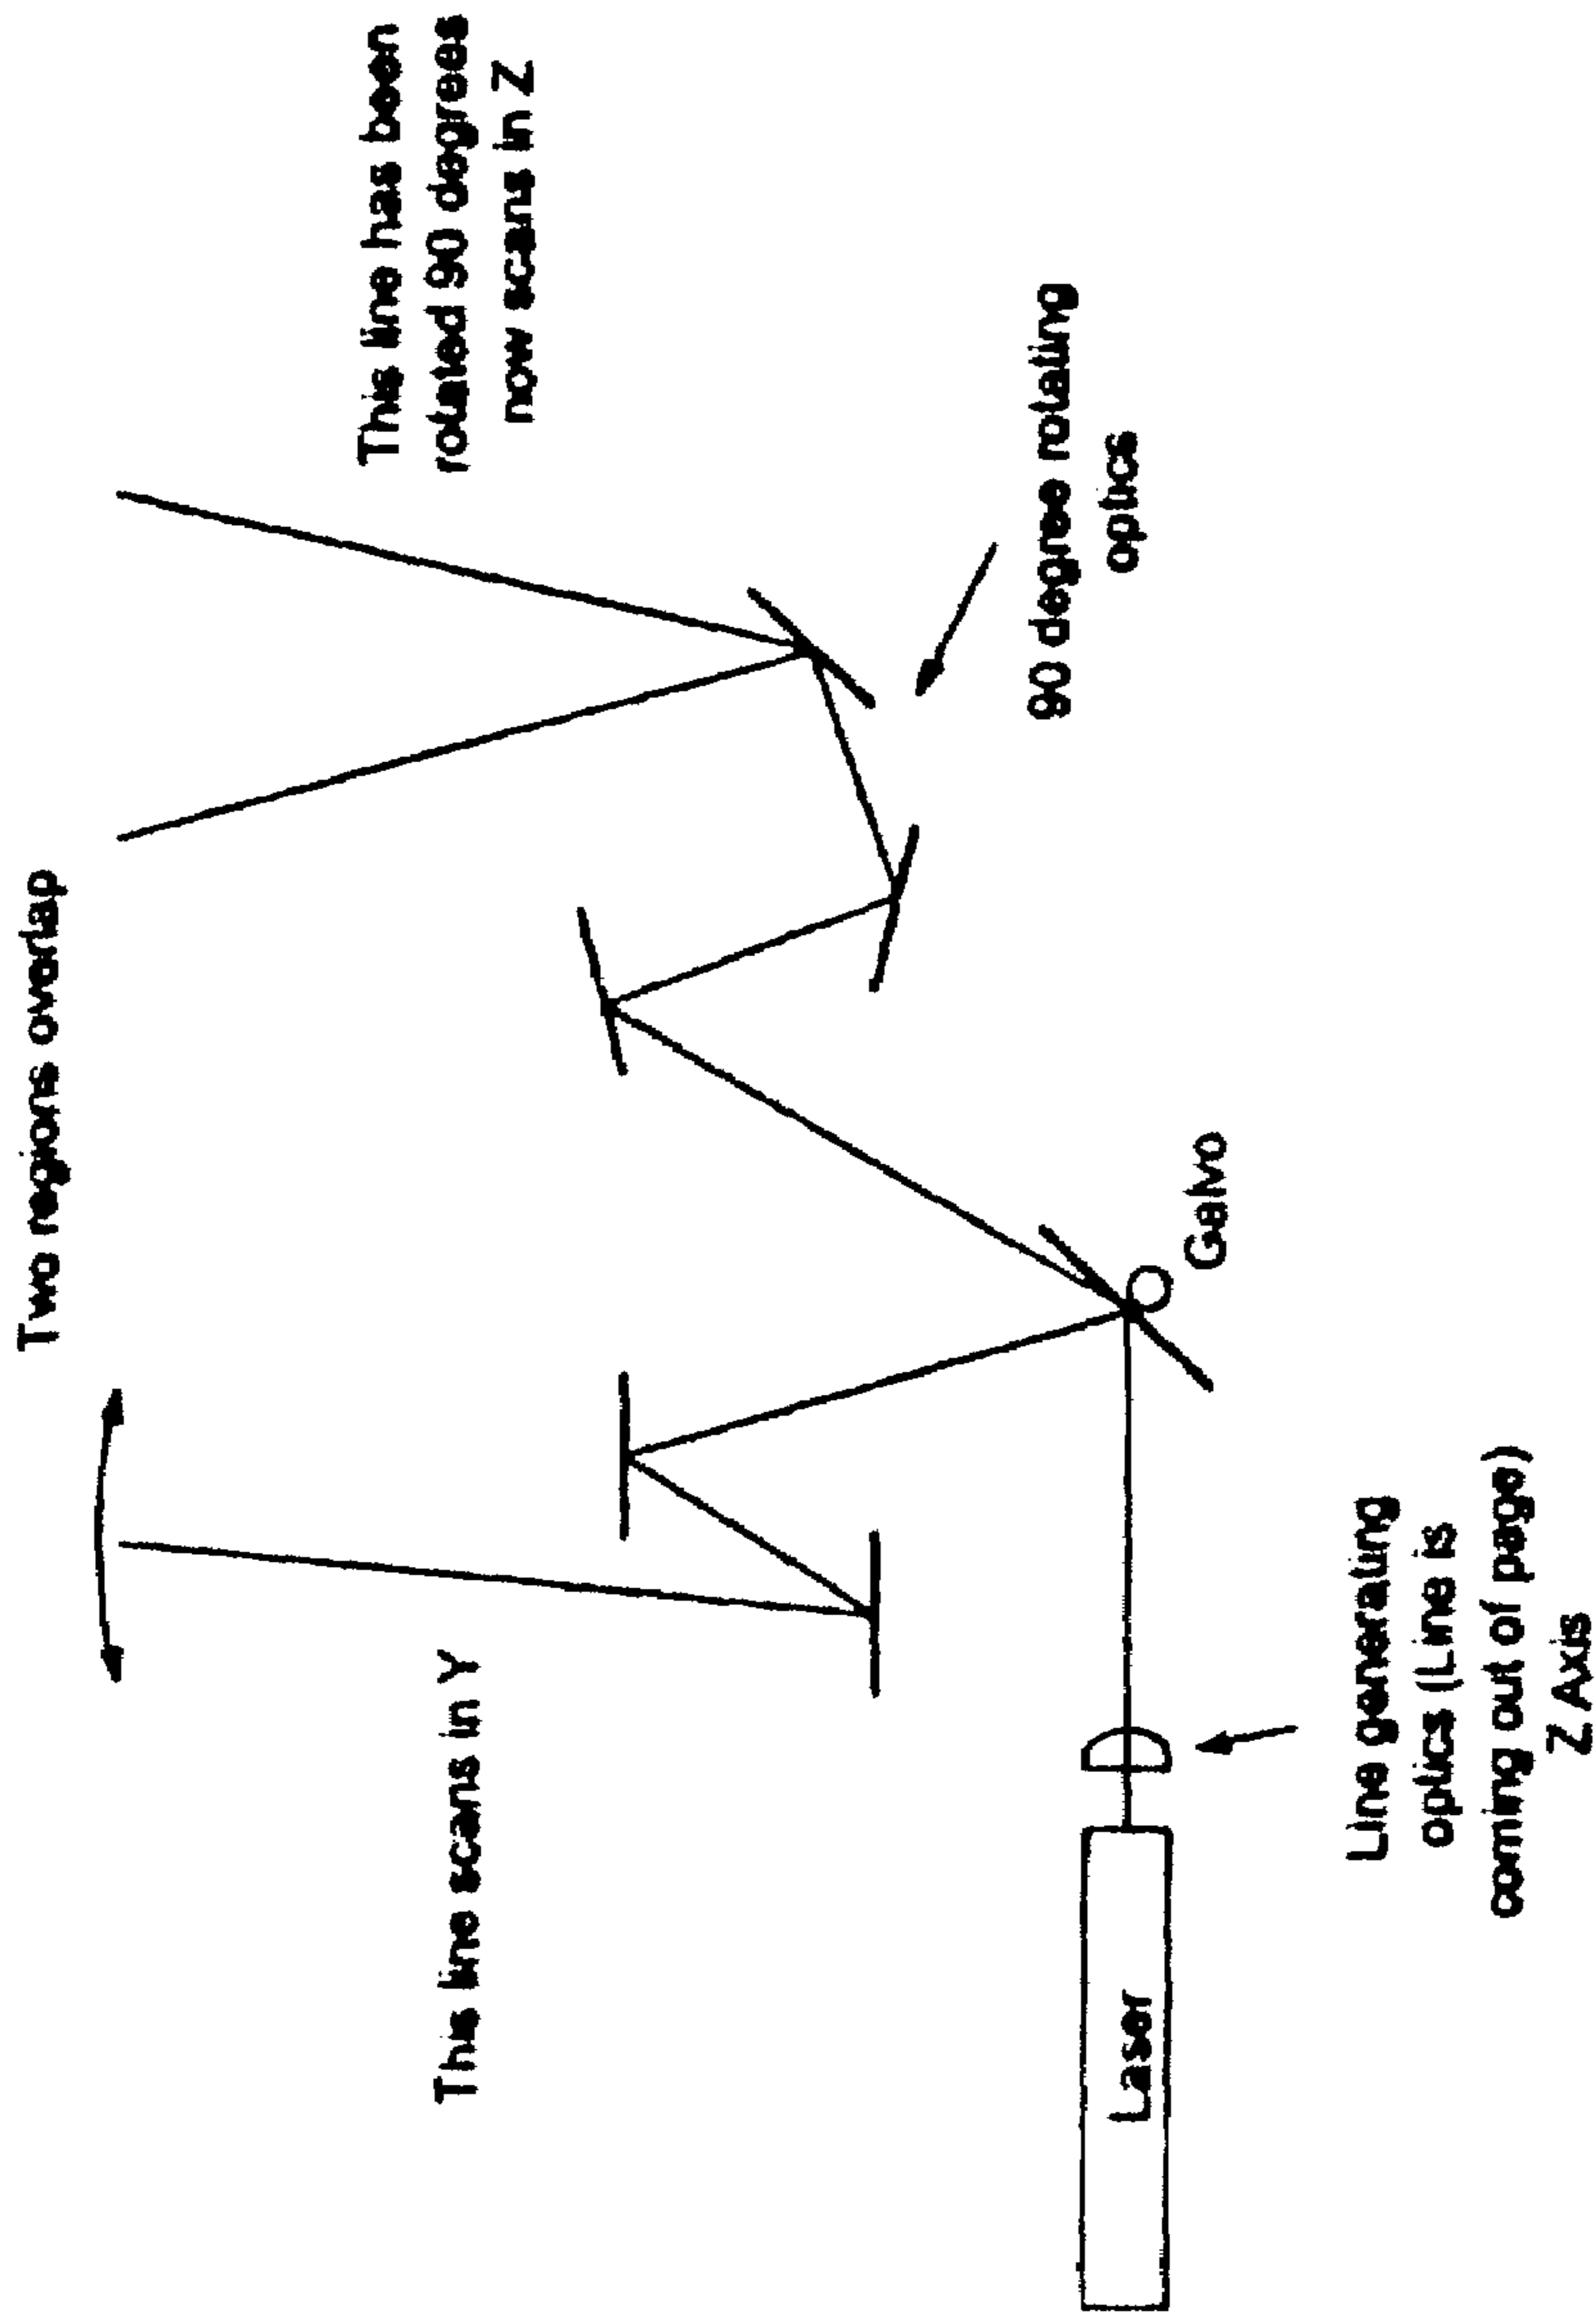 Two regions overlap
This line has been
rotated 90 degrees
now scans in Z
This line scans in Y
90 degree rotating
optics
Galvo
Laser
Line generating
optics (Line is
coming out of page)
Z Axis